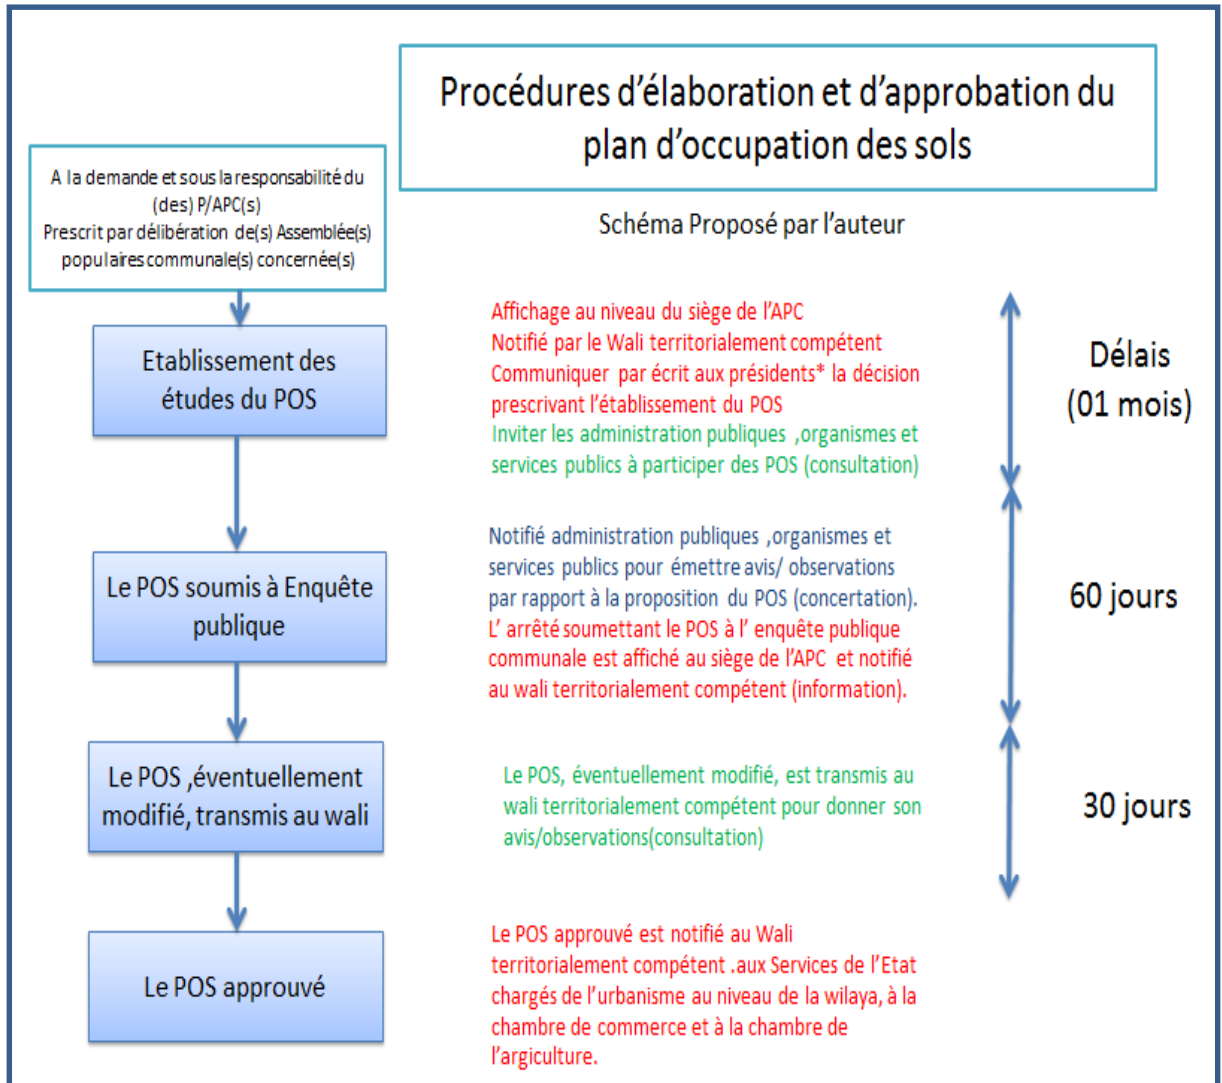 Procédures d’élaboration et d’approbation du
plan d’occupation des sols
A la demande et sous la responsabilité du
(des) P/APC(s)
Prescrit par délibération de(s) Assemblée(s)
populaires communale(s) concernée(s)
Schéma Proposé par l’auteur
Etablissement des
études du POS
Affichage au niveau du siège de l’APC
Notifié par le Wali territorialement compétent
Communiquer par écrit aux présidents* la décision
prescrivant l’établissement du POS
Inviter les administration publiques ,organismes et
services publics à participer des POS (consultation)
Délais
(01 mois)
Le POS soumis à Enquête
publique
Notifié administration publiques ,organismes et
services publics pour émettre avis/ observations
par rapport à la proposition du POS (concertation).
L’ arrêté soumettant le POS à l’ enquête publique
communale est affiché au siège de l’APC et notifié
au wali territorialement compétent (information).
60 jours
Le POS ,éventuellement
modifié, transmis au wali
Le POS, éventuellement modifié, est transmis au
wali territorialement compétent pour donner son
avis/observations(consultation)
30 jours
Le POS approuvé
Le POS approuvé est notifié au Wali
territorialement compétent .aux Services de l’Etat
chargés de l’urbanisme au niveau de la wilaya, à la
chambre de commerce et à la chambre de
l’argiculture.